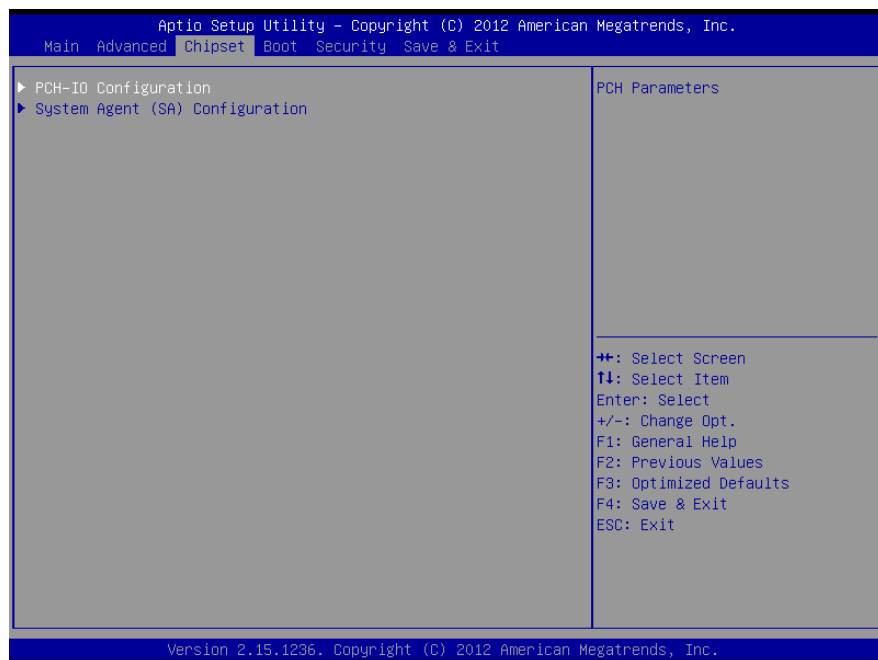 Aptio Setup Utility – Copyright (C) 2012 American Megatrends, Inc.
Main Advanced Chipset Boot Security Save & Exit
PCH-IO Configuration
System Agent (SA) Configuration
PCH Parameters
→←: Select Screen
↑↓: Select Item
Enter: Select
+/-: Change Opt.
F1: General Help
F2: Previous Values
F3: Optimized Defaults
F4: Save & Exit
ESC: Exit
Version 2.15.1236. Copyright (C) 2012 American Megatrends, Inc.